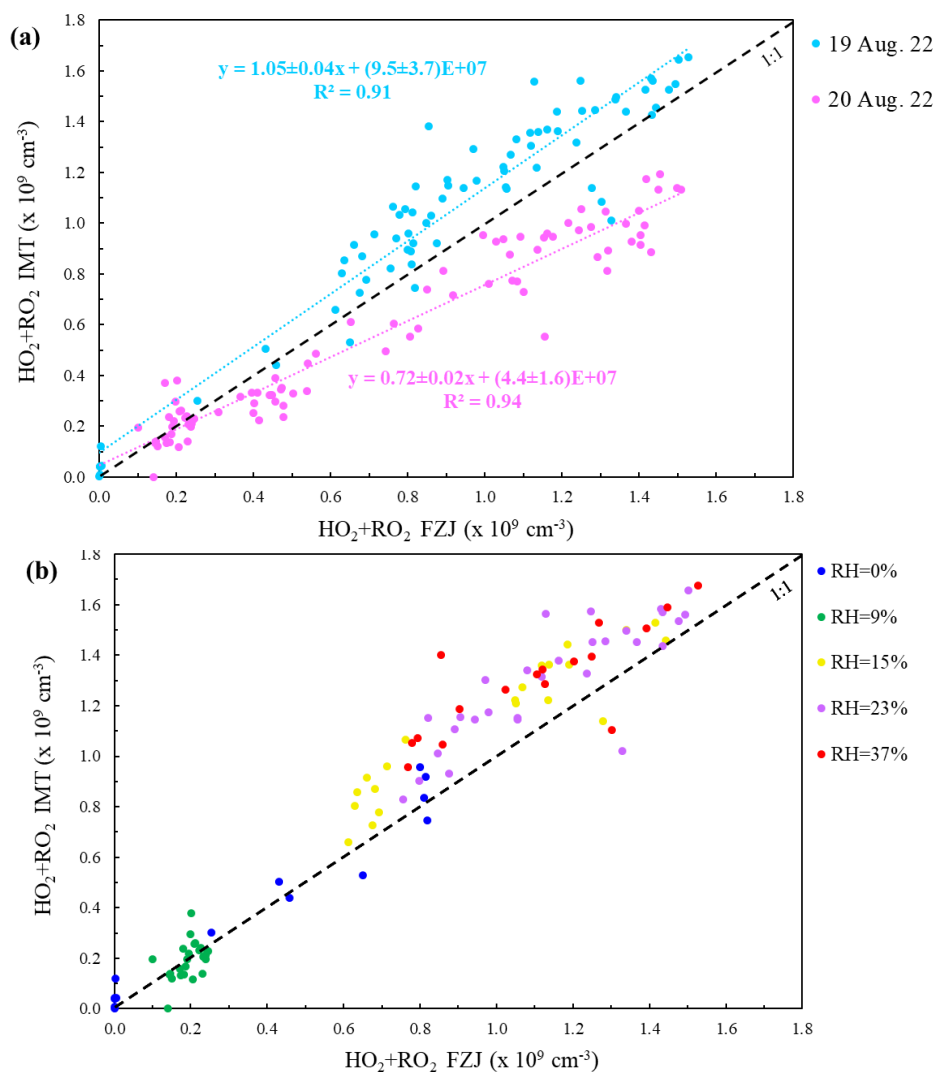 (a)
HO₂+RO₂ IMT (x 10⁹ cm⁻³)
1.8
1.6
1.4
1.2
1.0
0.8
0.6
0.4
0.2
0.0
y = 1.05±0.04x + (9.5±3.7)E+07
R² = 0.91
1:1
19 Aug. 22
20 Aug. 22
y = 0.72±0.02x + (4.4±1.6)E+07
R² = 0.94
0.0 0.2 0.4 0.6 0.8 1.0 1.2 1.4 1.6 1.8
HO₂+RO₂ FZJ (x 10⁹ cm⁻³)
(b)
HO₂+RO₂ IMT (x 10⁹ cm⁻³)
1.8
1.6
1.4
1.2
1.0
0.8
0.6
0.4
0.2
0.0
1:1
RH=0%
RH=9%
RH=15%
RH=23%
RH=37%
0.0 0.2 0.4 0.6 0.8 1.0 1.2 1.4 1.6 1.8
HO₂+RO₂ FZJ (x 10⁹ cm⁻³)